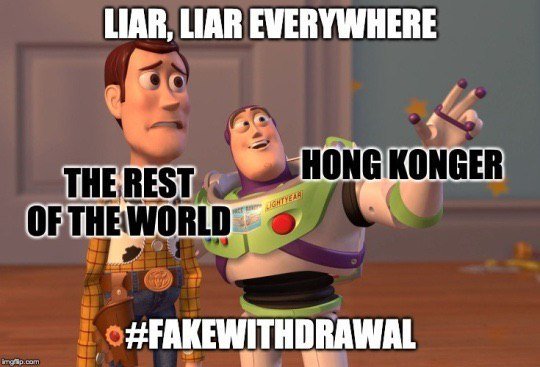 LIAR, LIAR EVERYWHERE
HONG KONGER
THE REST
OF THE WORLD
LIGHTYEAR
#FAKEWITHDRAWAL
imgflip.com